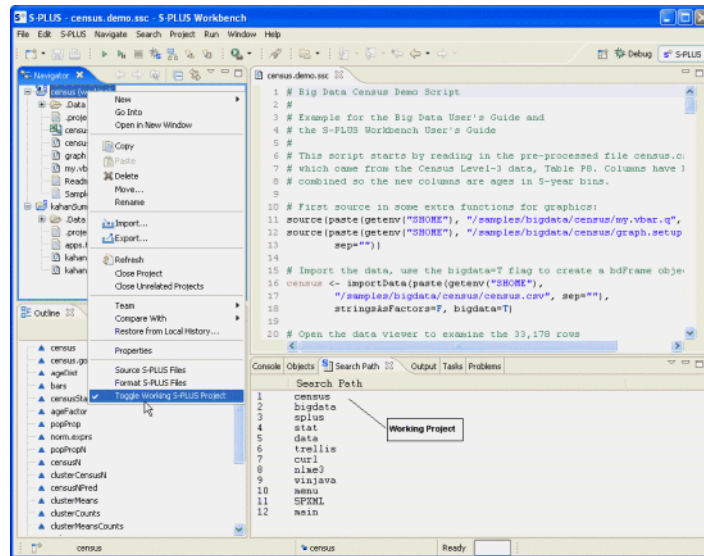 S-PLUS - census.demo.ssc - S-PLUS Workbench
File Edit S-PLUS Navigate Search Project Run Window Help
Debug S-PLUS
Navigator
census
.Data
.proje
censu
censu
graph
my.vb
Readm
Sampl
kahanSum
.Data
.proje
apps.
kahan
kahan
New
Go Into
Open in New Window
Copy
Paste
Delete
Move...
Rename
Import...
Export...
Refresh
Close Project
Close Unrelated Projects
Team
Compare With
Restore from Local History...
Properties
Source S-PLUS Files
Format S-PLUS Files
Toggle Working S-PLUS Project
census.demo.ssc
1 # Big Data Census Demo Script
2 #
3 # Example for the Big Data User's Guide and
4 # the S-PLUS Workbench User's Guide
5 #
6 # This script starts by reading in the pre-processed file census.c
7 # which came from the Census Level-3 data, Table P8. Columns have
8 # combined so the new columns are ages in 5-year bins.
9
10 # First source in some extra functions for graphics:
11 source(paste(getenv("SHOME"), "/samples/bigdata/census/my.vbar.q",
12 source(paste(getenv("SHOME"), "/samples/bigdata/census/graph.setup
13 sep=""))
14
15 # Import the data, use the bigdata=T flag to create a bdFrame obje
16 census <- importData(paste(getenv("SHOME"),
17 "/samples/bigdata/census/census.csv", sep=""),
18 stringsAsFactors=F, bigdata=T)
19
20 # Open the data viewer to examine the 33,178 rows
Outline
census
census.go
ageDist
bars
censusSta
ageFactor
popProp
norm.exprs
popPropN
censusN
clusterCensusN
censusNPred
clusterMeans
censusCounts
clusterMeansCounts
Console Objects Search Path Output Tasks Problems
Search Path
1 census
2 bigdata
3 splus
4 stat
5 data
6 trellis
7 curl
8 nlme3
9 winjava
10 menu
11 SPXML
12 main
Working Project
census
census
Ready